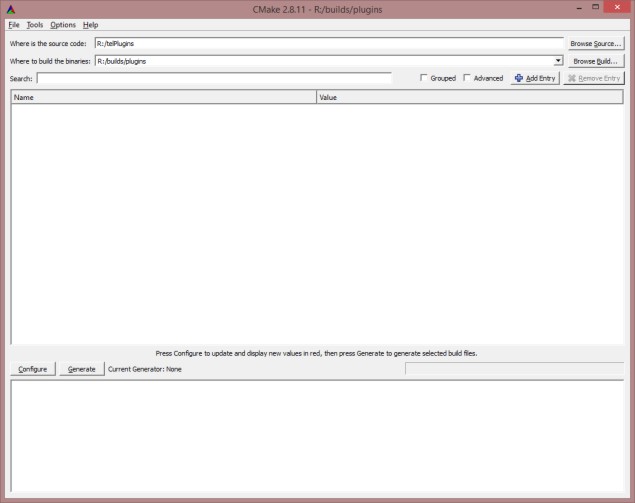 CMake 2.8.11 - R:/builds/plugins
File Tools Options Help
Where is the source code: R:/telPlugins Browse Source...
Where to build the binaries: R:/builds/plugins Browse Build...
Search: Grouped Advanced Add Entry Remove Entry
Name Value
Press Configure to update and display new values in red, then press Generate to generate selected build files.
Configure Generate Current Generator: None